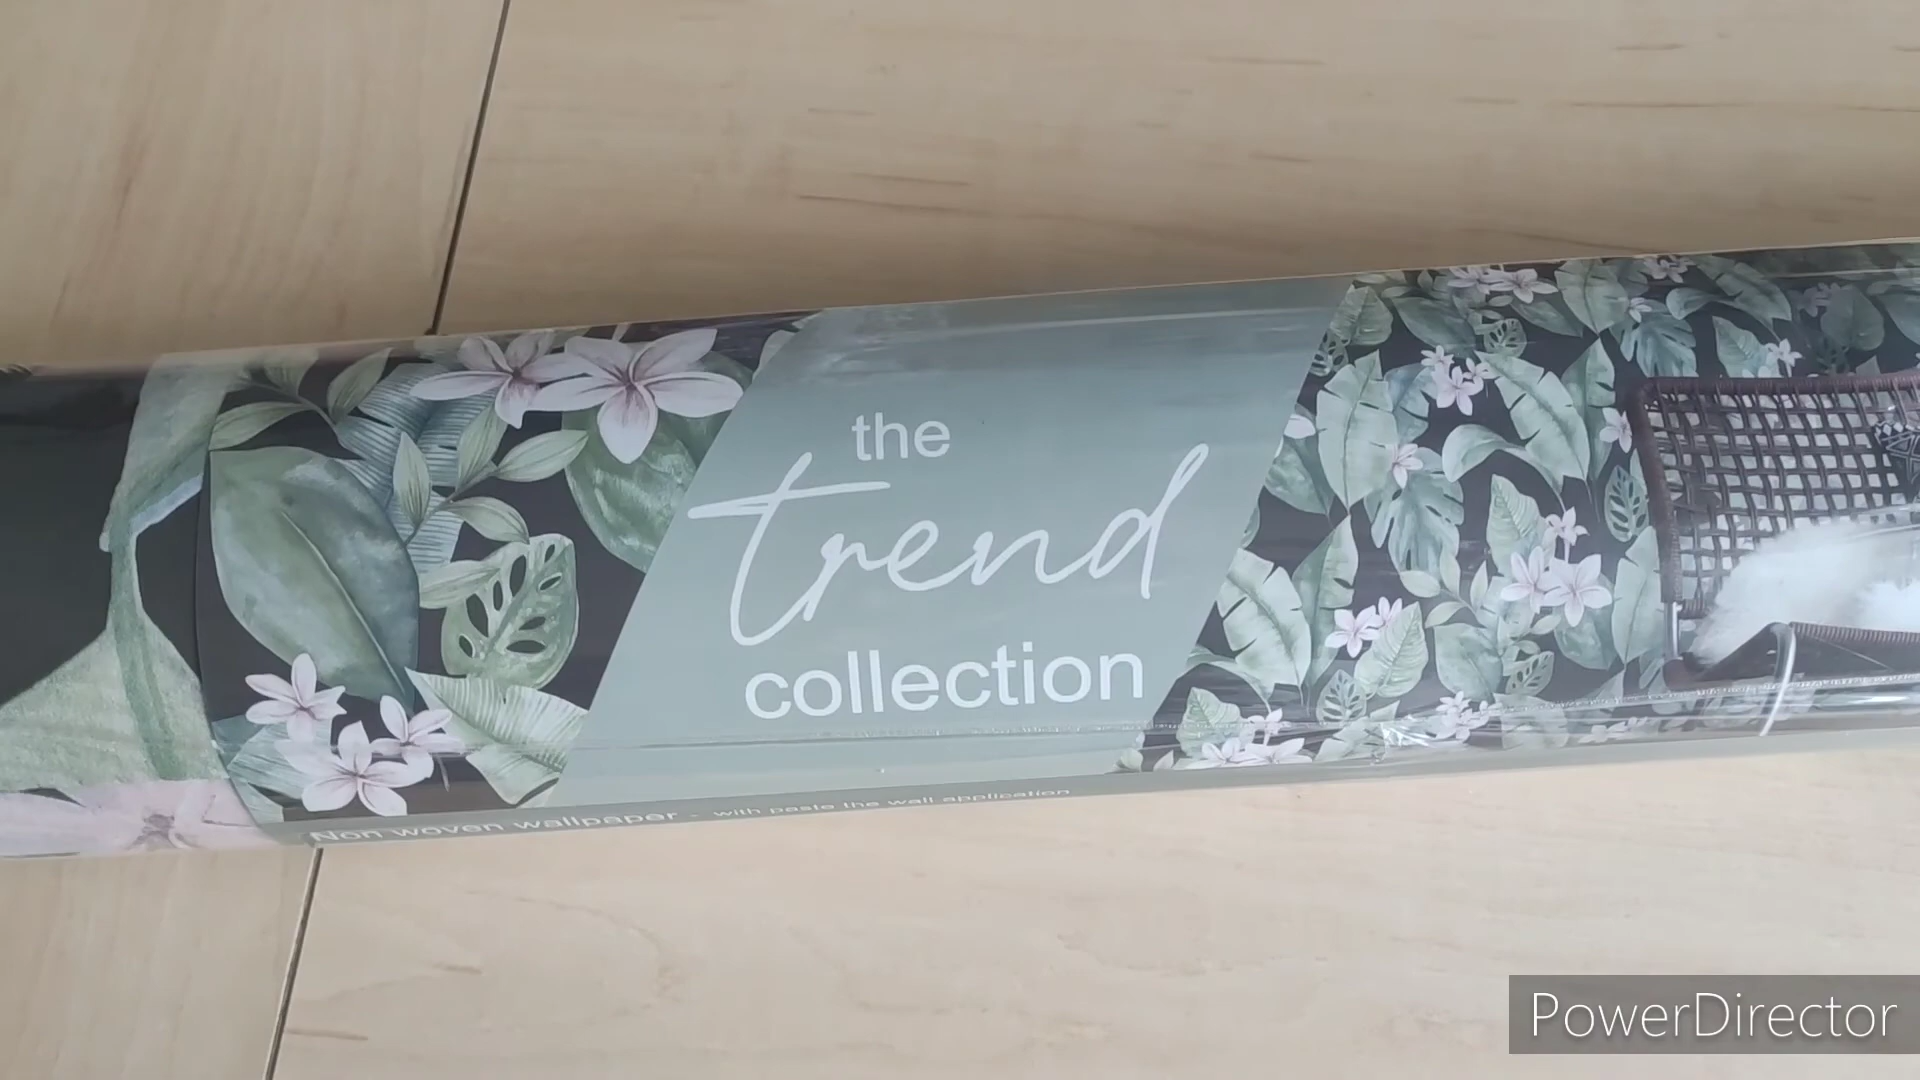 the
trend
collection
Non woven wallpaper - with paste the wall application
PowerDirector